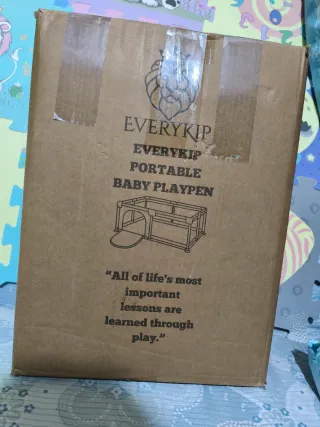 EVERYKIP
EVERYKIP
PORTABLE
BABY PLAYPEN
“All of life's most
important
lessons are
learned through
play.”